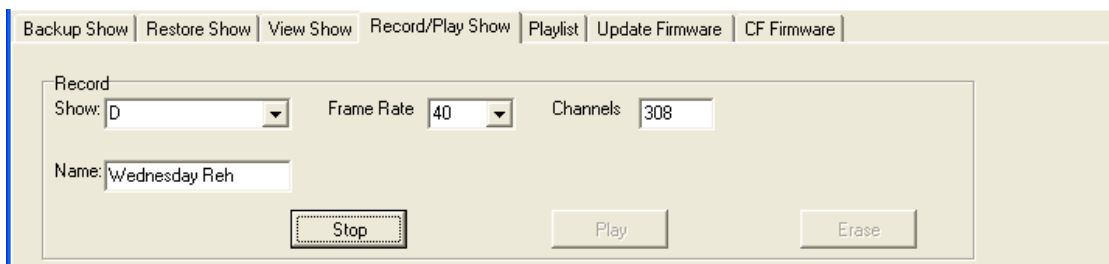 Backup Show Restore Show View Show Record/Play Show Playlist Update Firmware CF Firmware
Record
Show: D Frame Rate 40 Channels 308
Name: Wednesday Reh
Stop Play Erase